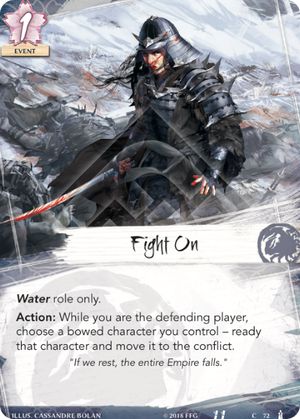 1
EVENT
Fight On
Water role only.
Action: While you are the defending player,
choose a bowed character you control – ready
that character and move it to the conflict.
"If we rest, the entire Empire falls."
ILLUS. CASSANDRE BOLAN
© 2018 FFG
C 72